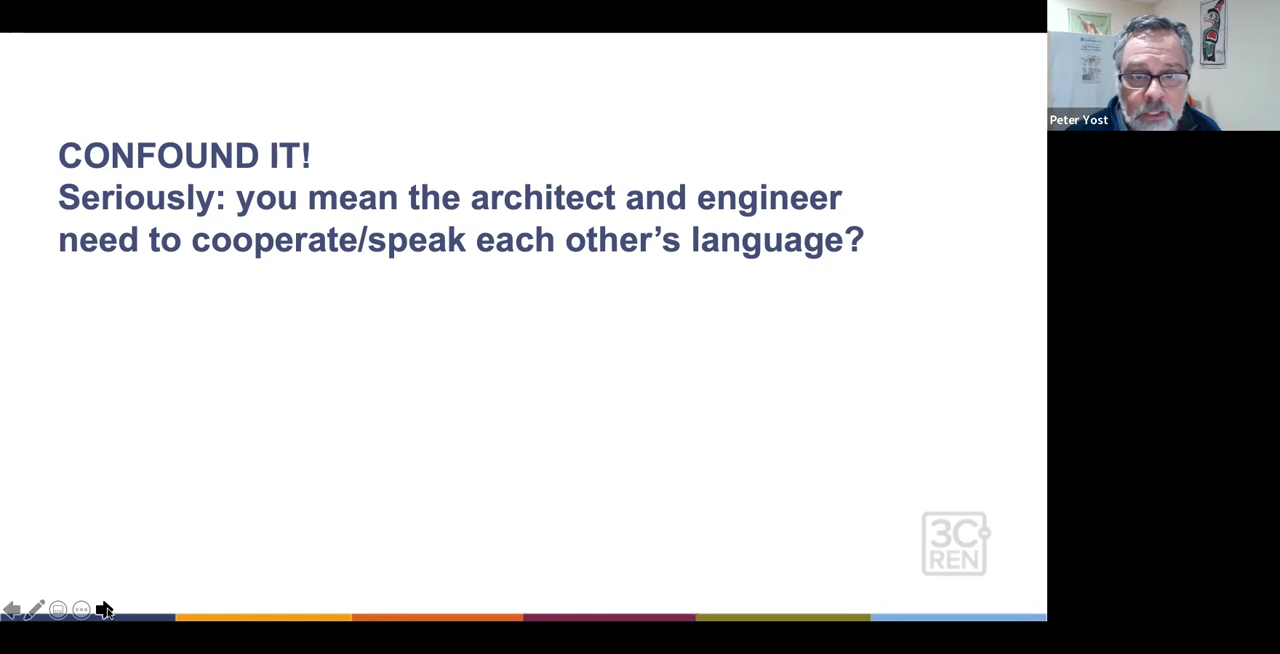 CONFOUND IT!
Seriously: you mean the architect and engineer
need to cooperate/speak each other’s language?
3C
REN
Peter Yost